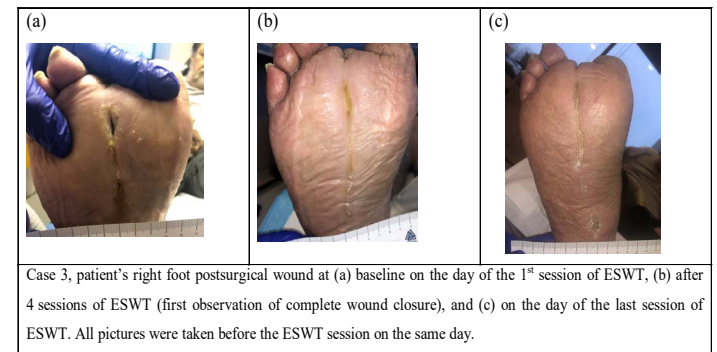 (a)
(b)
(c)
Case 3, patient's right foot postsurgical wound at (a) baseline on the day of the 1st session of ESWT, (b) after
4 sessions of ESWT (first observation of complete wound closure), and (c) on the day of the last session of
ESWT. All pictures were taken before the ESWT session on the same day.